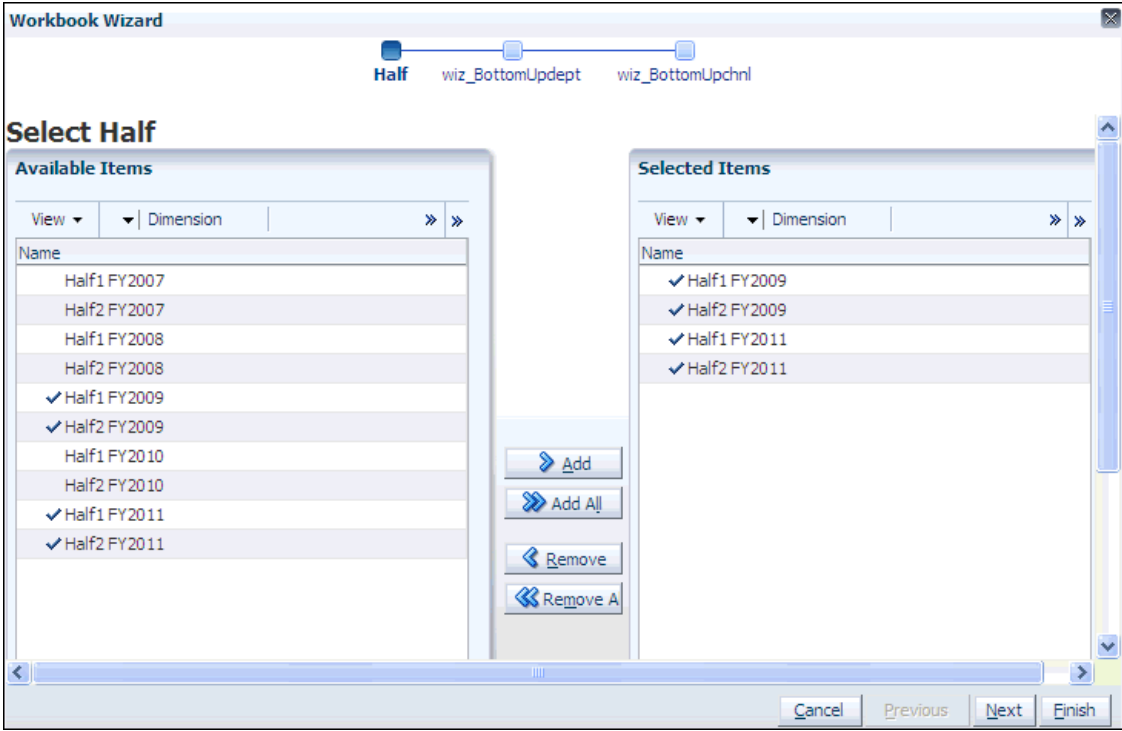 Workbook Wizard
Half wiz_BottomUpdept wiz_BottomUpchnl
Select Half
Available Items
View Dimension
Name
Half1 FY2007
Half2 FY2007
Half1 FY2008
Half2 FY2008
Half1 FY2009
Half2 FY2009
Half1 FY2010
Half2 FY2010
Half1 FY2011
Half2 FY2011
Add
Add All
Remove
Remove A
Selected Items
View Dimension
Name
Half1 FY2009
Half2 FY2009
Half1 FY2011
Half2 FY2011
Cancel Previous Next Finish